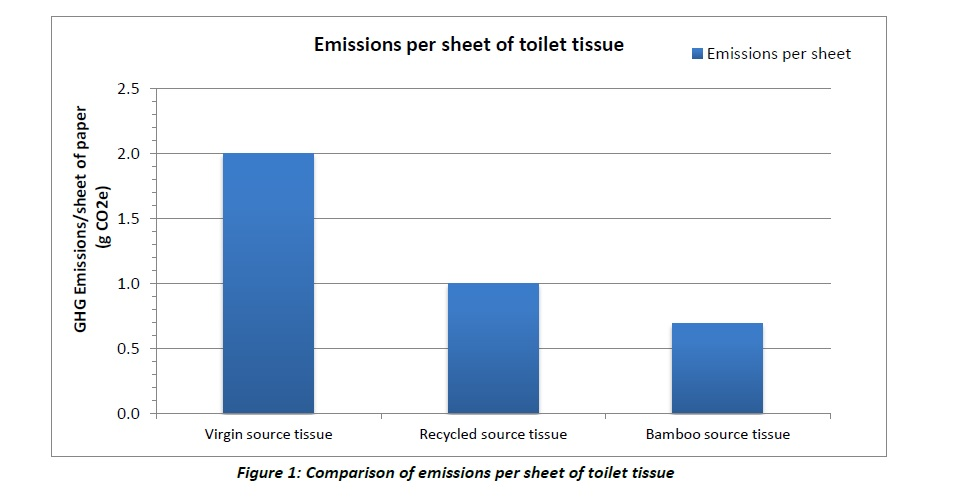 Emissions per sheet of toilet tissue
Emissions per sheet
GHG Emissions/sheet of paper
(g CO2e)
2.5
2.0
1.5
1.0
0.5
0.0
Virgin source tissue
Recycled source tissue
Bamboo source tissue
Figure 1: Comparison of emissions per sheet of toilet tissue